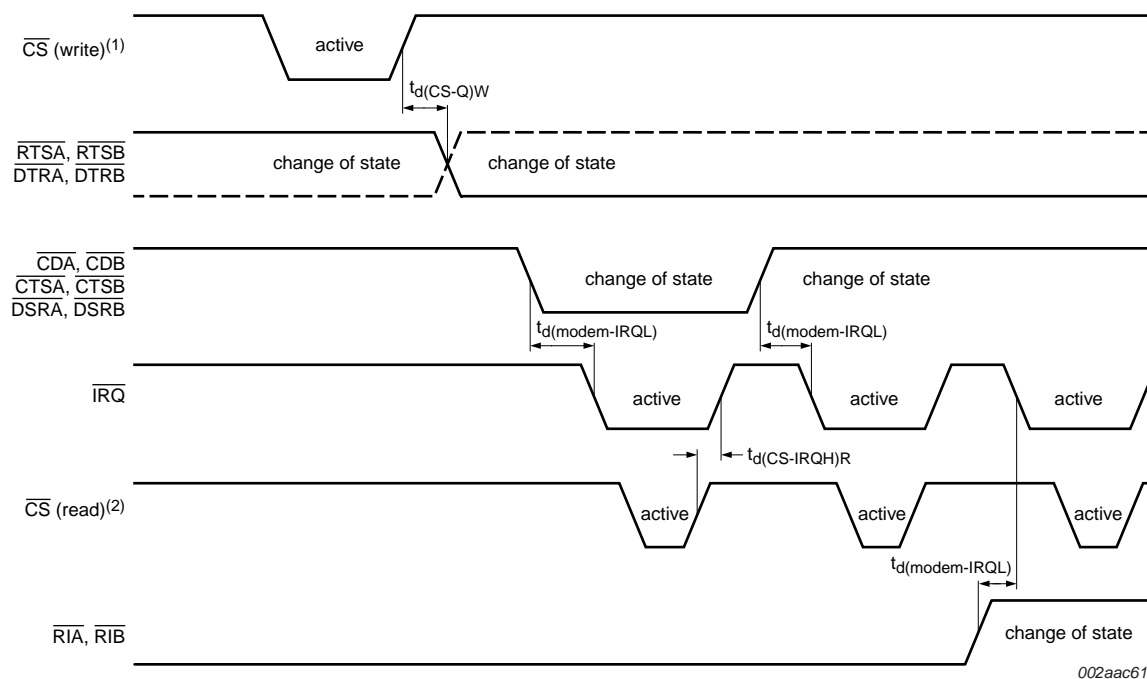 CS (write)(1)
active
td(CS-Q)W
RTSA, RTSB
DTRA, DTRB
change of state
change of state
CDA, CDB
CTSA, CTSB
DSRA, DSRB
change of state
change of state
td(modem-IRQL)
td(modem-IRQL)
IRQ
active
active
active
td(CS-IRQH)R
CS (read)(2)
active
active
active
td(modem-IRQL)
RIA, RIB
change of state
002aac61